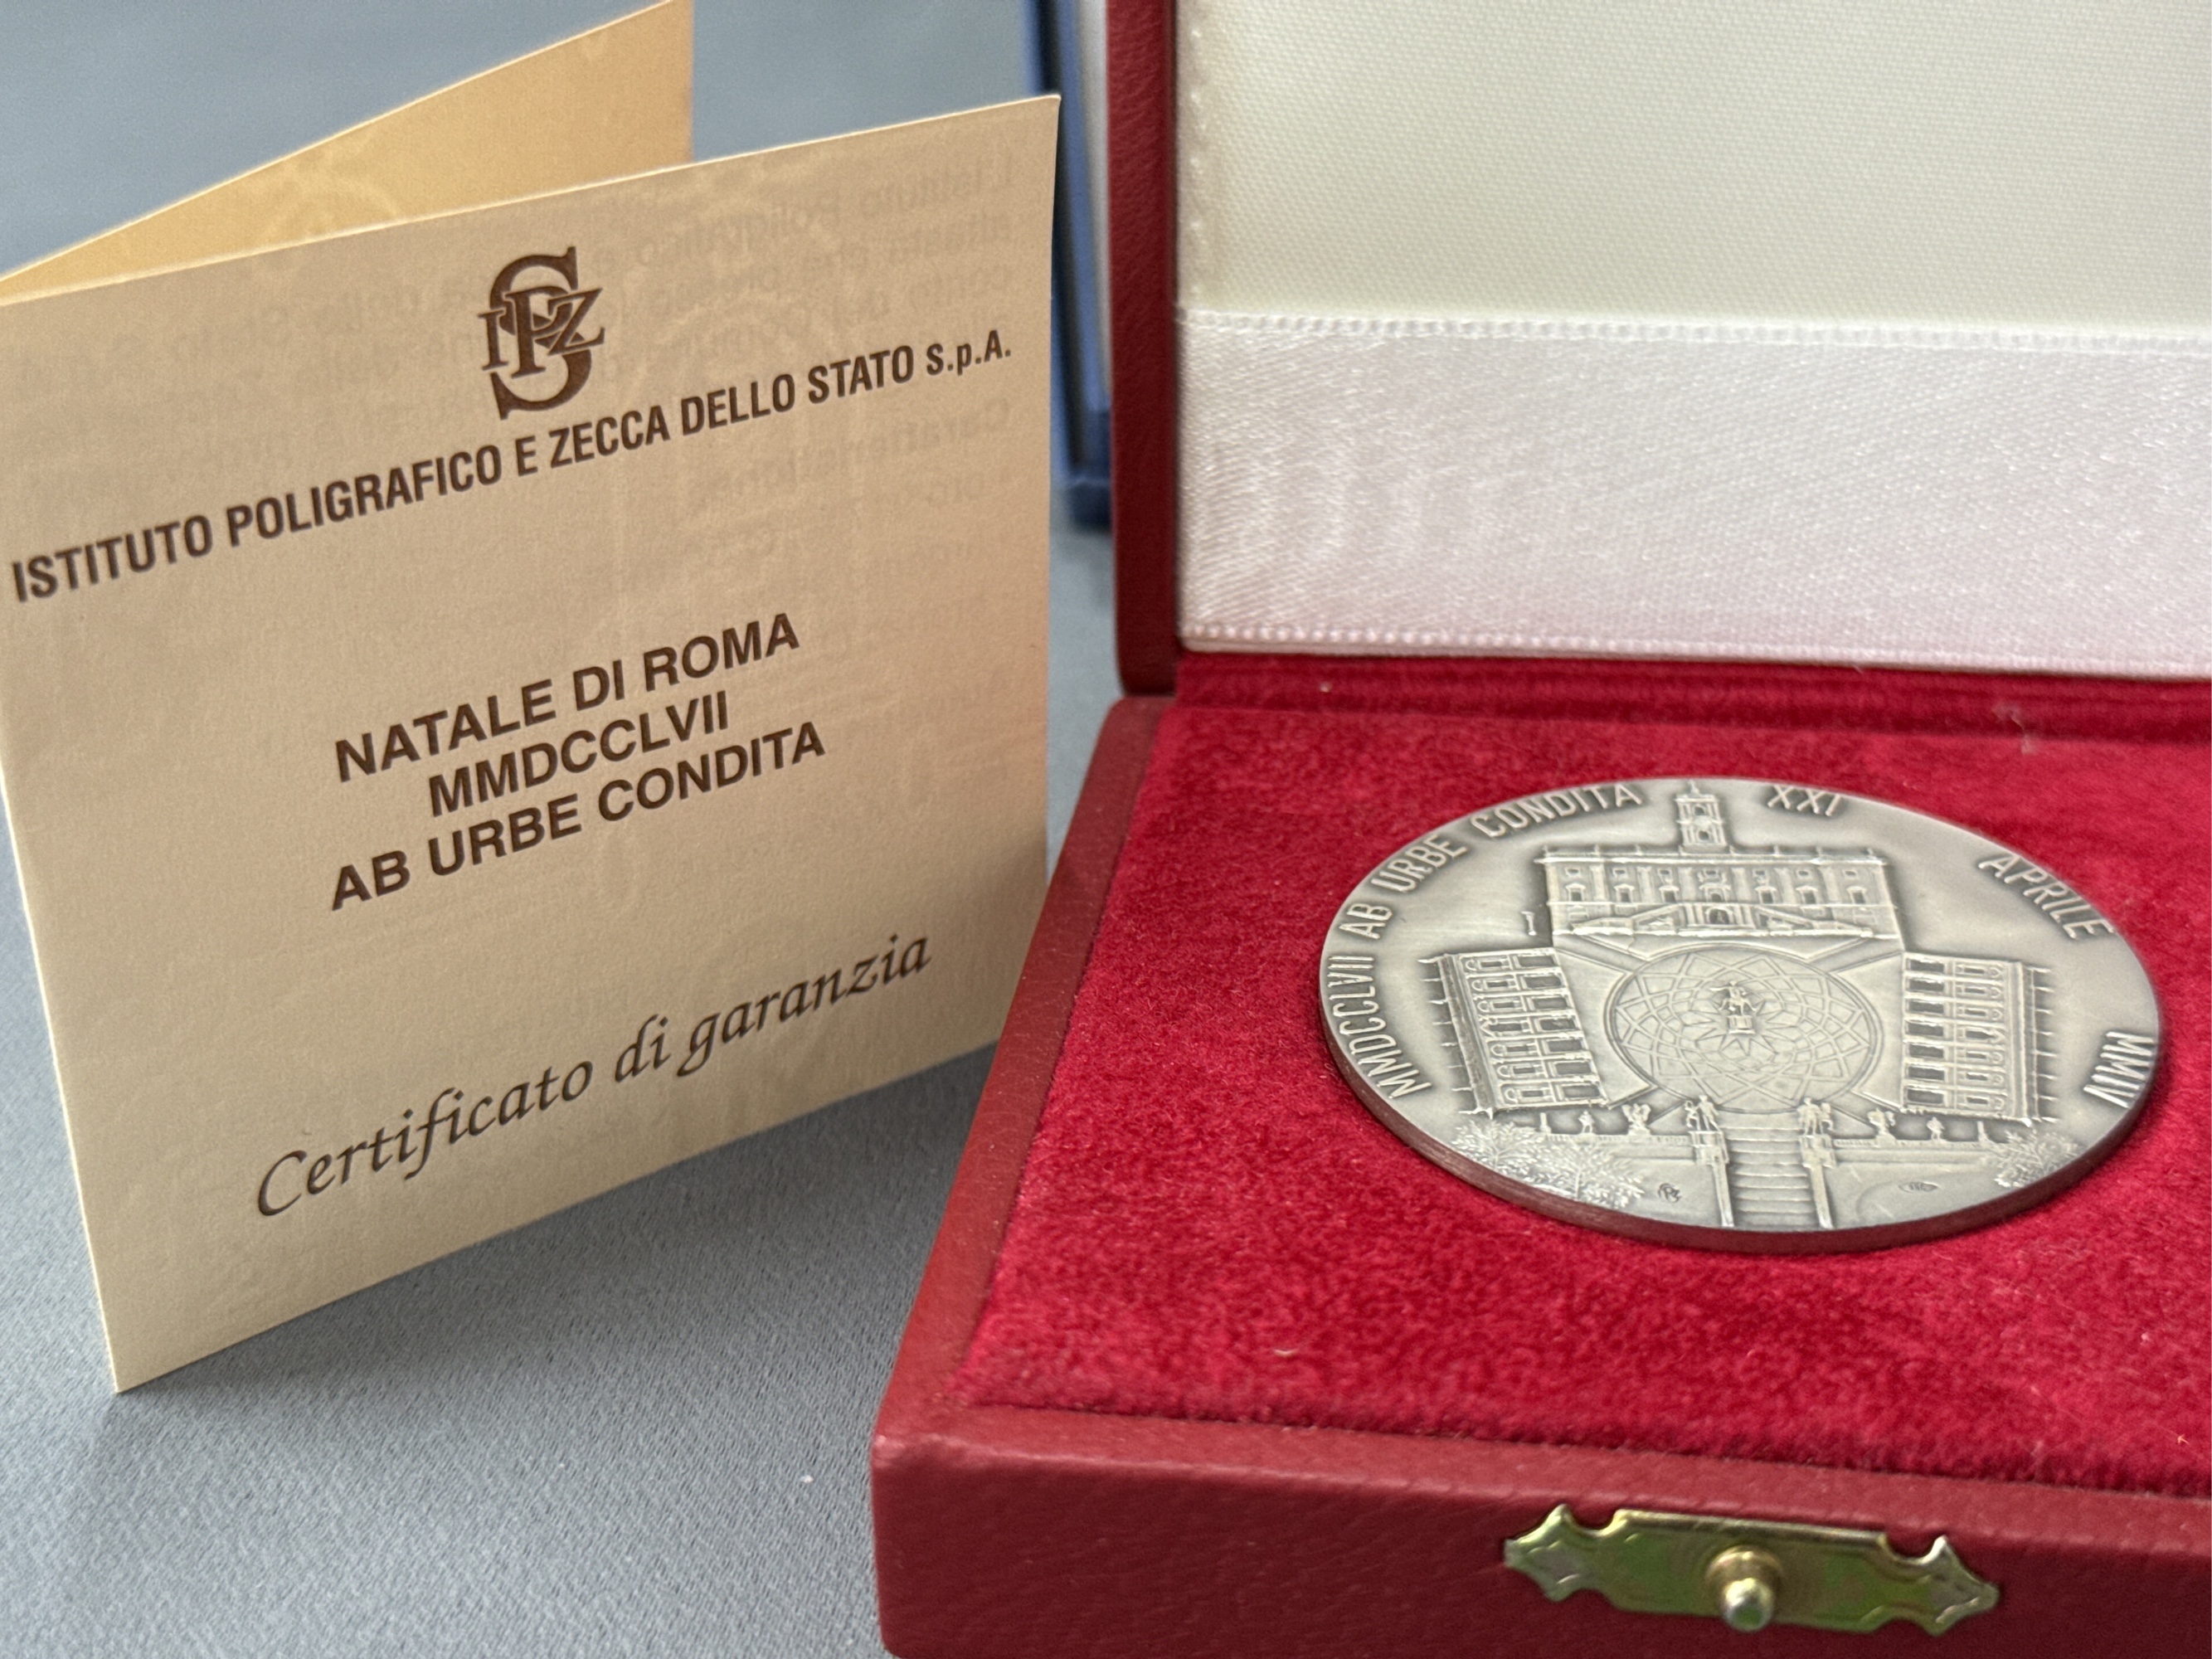 IPZS
ISTITUTO POLIGRAFICO E ZECCA DELLO STATO S.p.A.
NATALE DI ROMA
MMDCCLVII
AB URBE CONDITA
Certificato di garanzia
MMDCCLVII AB URBE CONDITA XXI APRILE MMIV